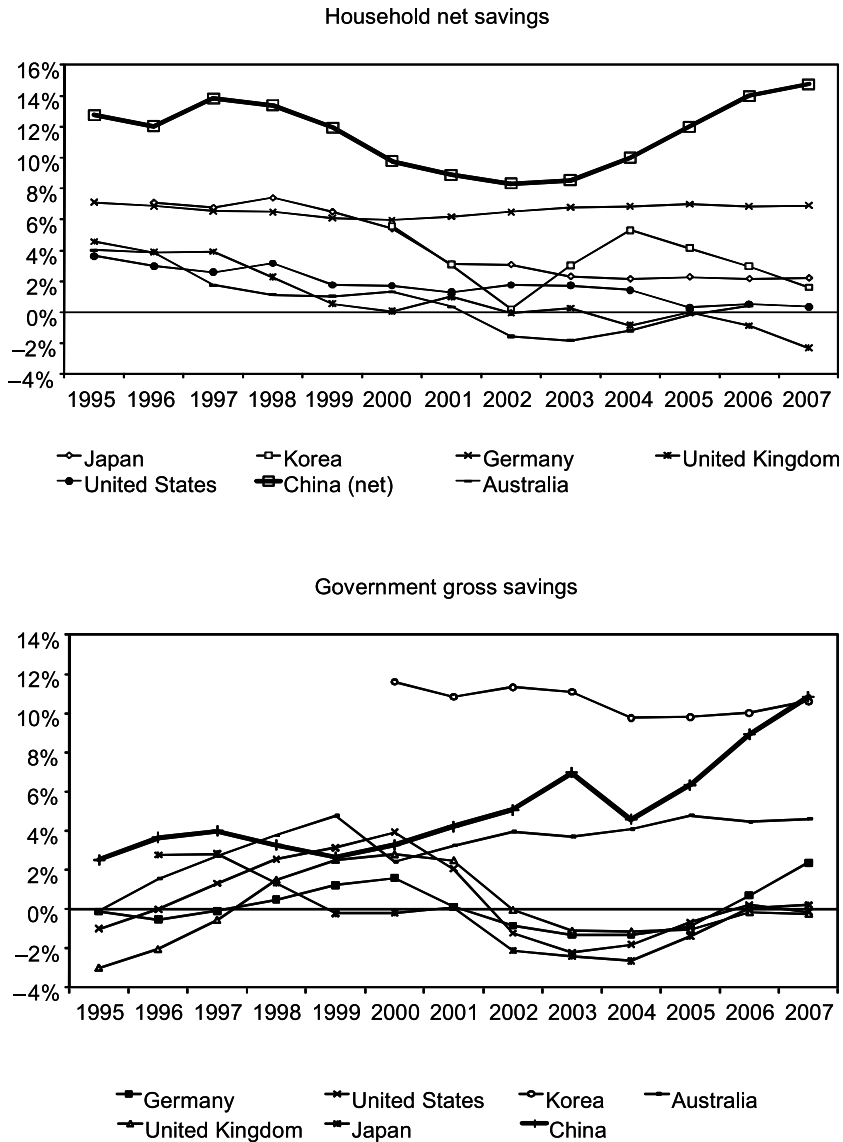 Household net savings
16%
14%
12%
10%
8%
6%
4%
2%
0%
–2%
–4%
1995 1996 1997 1998 1999 2000 2001 2002 2003 2004 2005 2006 2007
Japan Korea Germany United Kingdom
United States China (net) Australia
Government gross savings
14%
12%
10%
8%
6%
4%
2%
0%
–2%
–4%
1995 1996 1997 1998 1999 2000 2001 2002 2003 2004 2005 2006 2007
Germany United States Korea Australia
United Kingdom Japan China